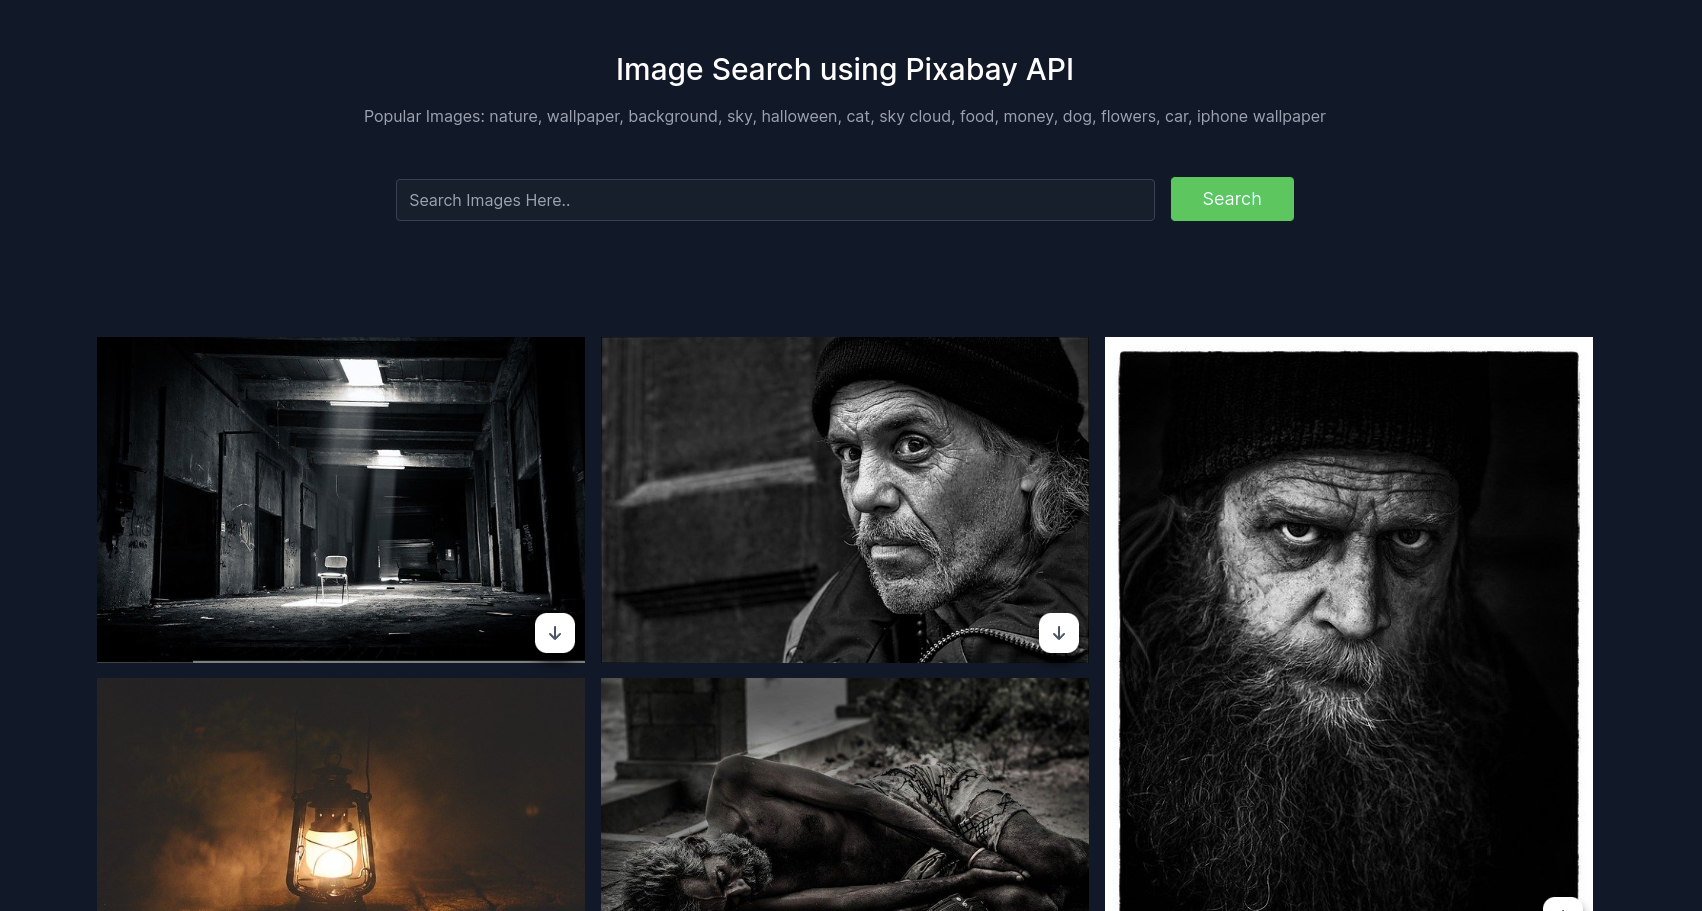 Image Search using Pixabay API
Popular Images: nature, wallpaper, background, sky, halloween, cat, sky cloud, food, money, dog, flowers, car, iphone wallpaper
Search Images Here..
Search